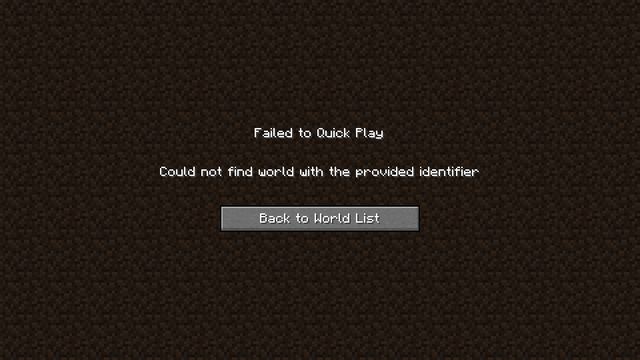 Failed to Quick Play
Could not find world with the provided identifier
Back to World List